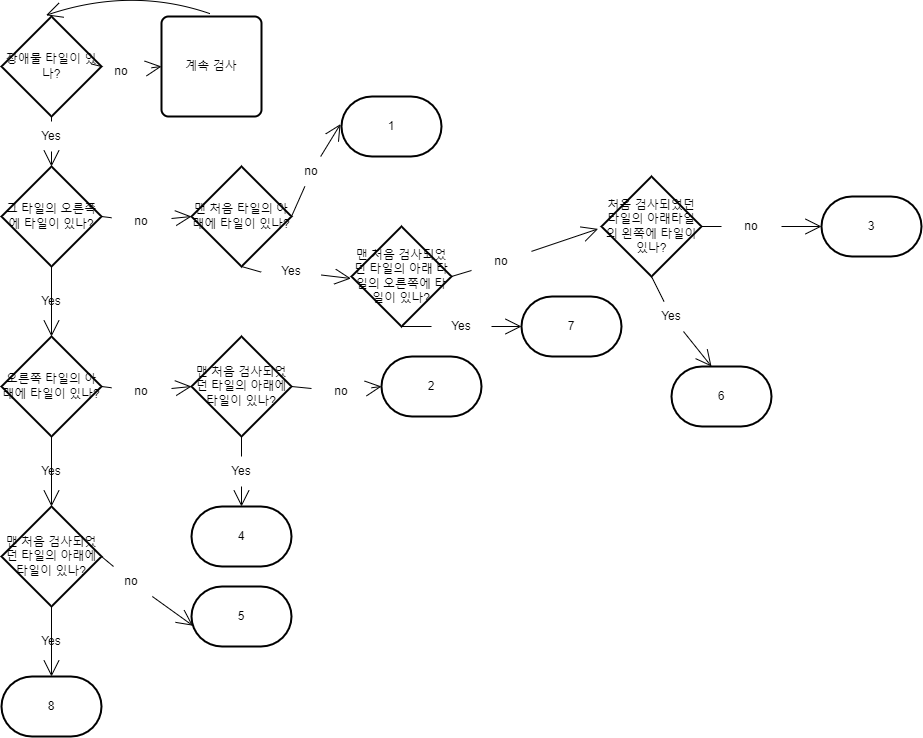 장애물 타일이 있
나?
no
계속 검사
Yes
그 타일의 오른쪽
에 타일이 있나?
no
맨 처음 타일의 아
래에 타일이 있나?
no
1
Yes
맨 처음 검사되었
던 타일의 아래 타
일의 오른쪽에 타
일이 있나?
no
처음 검사되었던
타일의 아래타일
의 왼쪽에 타일이
있나?
no
3
Yes
6
Yes
7
Yes
오른쪽 타일의 아
래에 타일이 있나?
no
맨 처음 검사되었
던 타일의 아래에
타일이 있나?
no
2
Yes
4
Yes
맨 처음 검사되었
던 타일의 아래에
타일이 있나?
no
5
Yes
8